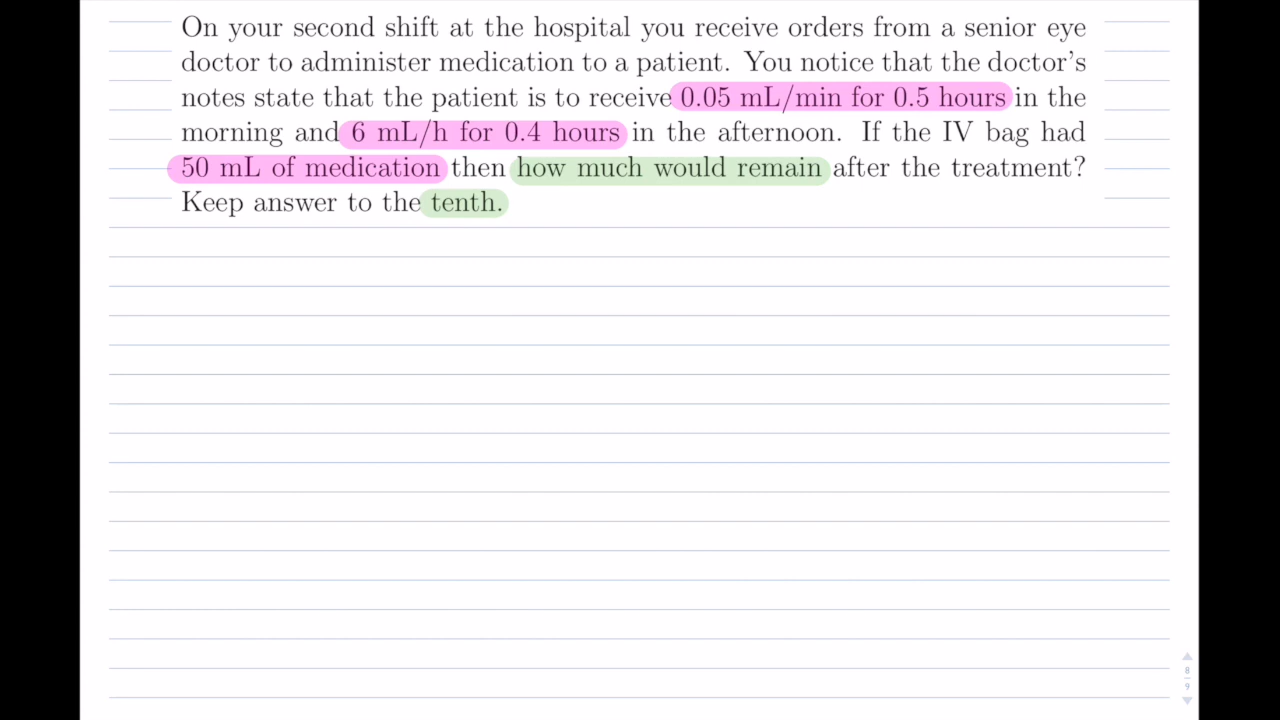 On your second shift at the hospital you receive orders from a senior eye
doctor to administer medication to a patient. You notice that the doctor's
notes state that the patient is to receive 0.05 mL/min for 0.5 hours in the
morning and 6 mL/h for 0.4 hours in the afternoon. If the IV bag had
50 mL of medication then how much would remain after the treatment?
Keep answer to the tenth.
8
9